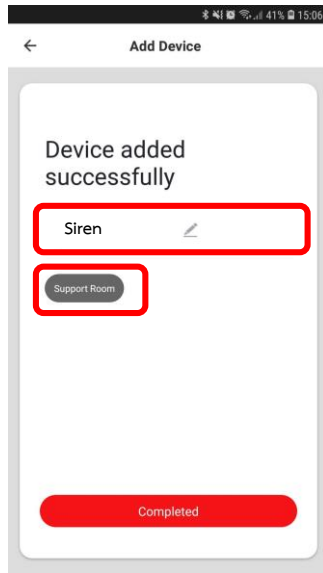 41% 15:06
Add Device
Device added
successfully
Siren
Support Room
Completed